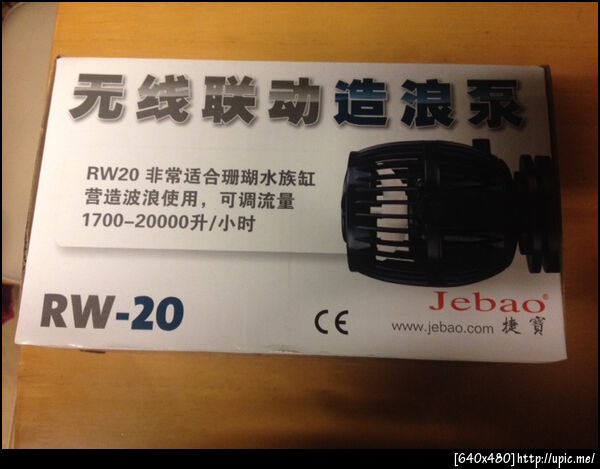 无线联动造浪泵
RW20 非常适合珊瑚水族缸
营造波浪使用，可调流量
1700-20000升/小时
RW-20
CE
Jebao®
www.jebao.com 捷寶
[640x480]http://upic.me/